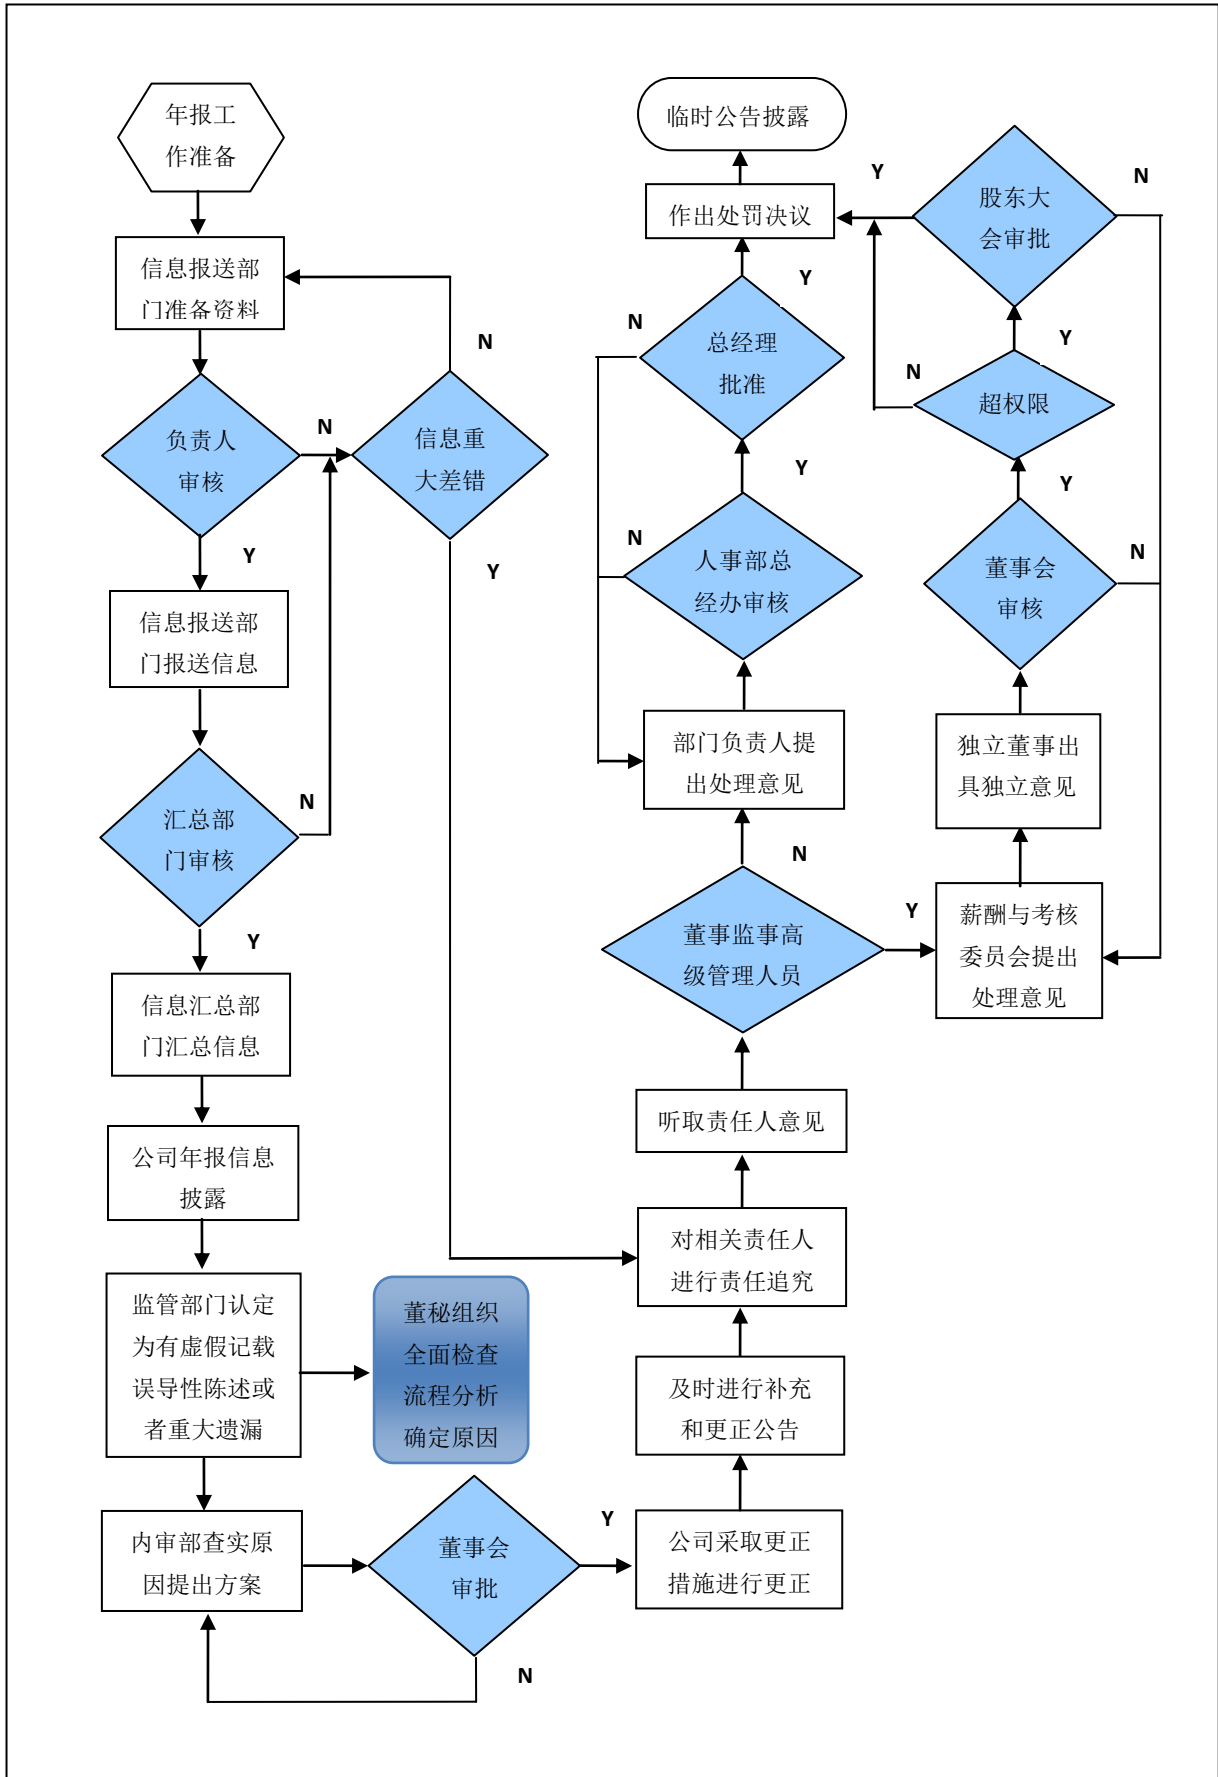 年报工
作准备
信息报送部
门准备资料
N
负责人
审核
N
信息重
大差错
Y
Y
信息报送部
门报送信息
汇总部
门审核
N
Y
信息汇总部
门汇总信息
公司年报信息
披露
监管部门认定
为有虚假记载
误导性陈述或
者重大遗漏
董秘组织
全面检查
流程分析
确定原因
内审部查实原
因提出方案
董事会
审批
Y
N
公司采取更正
措施进行更正
及时进行补充
和更正公告
对相关责任人
进行责任追究
听取责任人意见
董事监事高
级管理人员
N
Y
部门负责人提
出处理意见
人事部总
经办审核
N
Y
总经理
批准
N
Y
作出处罚决议
临时公告披露
薪酬与考核
委员会提出
处理意见
独立董事出
具独立意见
董事会
审核
N
Y
超权限
N
Y
股东大
会审批
Y
N